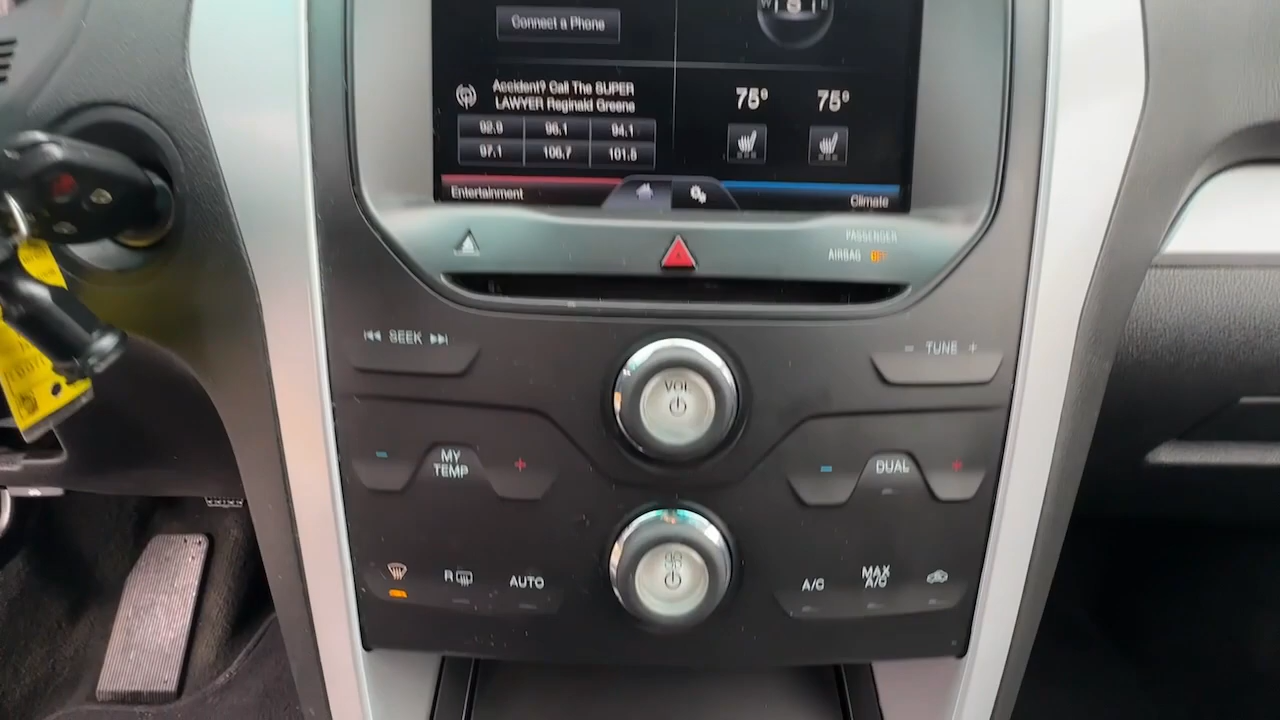 Connect a Phone
W S E
Accident? Call The SUPER
LAWYER Reginald Greene
92.9 96.1 94.1
97.1 106.7 101.5
75° 75°
Entertainment
Climate
PASSENGER
AIRBAG OFF
SEEK
- TUNE +
VOL
- MY
TEMP +
- DUAL +
R
AUTO
A/C
MAX
A/C